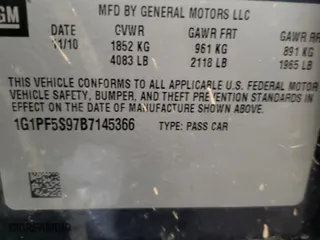 GM
MFD BY GENERAL MOTORS LLC
DATE GVWR GAWR FRT GAWR RR
11/10 1852 KG 961 KG 891 KG
4083 LB 2118 LB 1965 LB
THIS VEHICLE CONFORMS TO ALL APPLICABLE U.S. FEDERAL MOTOR
VEHICLE SAFETY, BUMPER, AND THEFT PREVENTION STANDARDS IN
EFFECT ON THE DATE OF MANUFACTURE SHOWN ABOVE.
1G1PF5S97B7145366 TYPE: PASS CAR